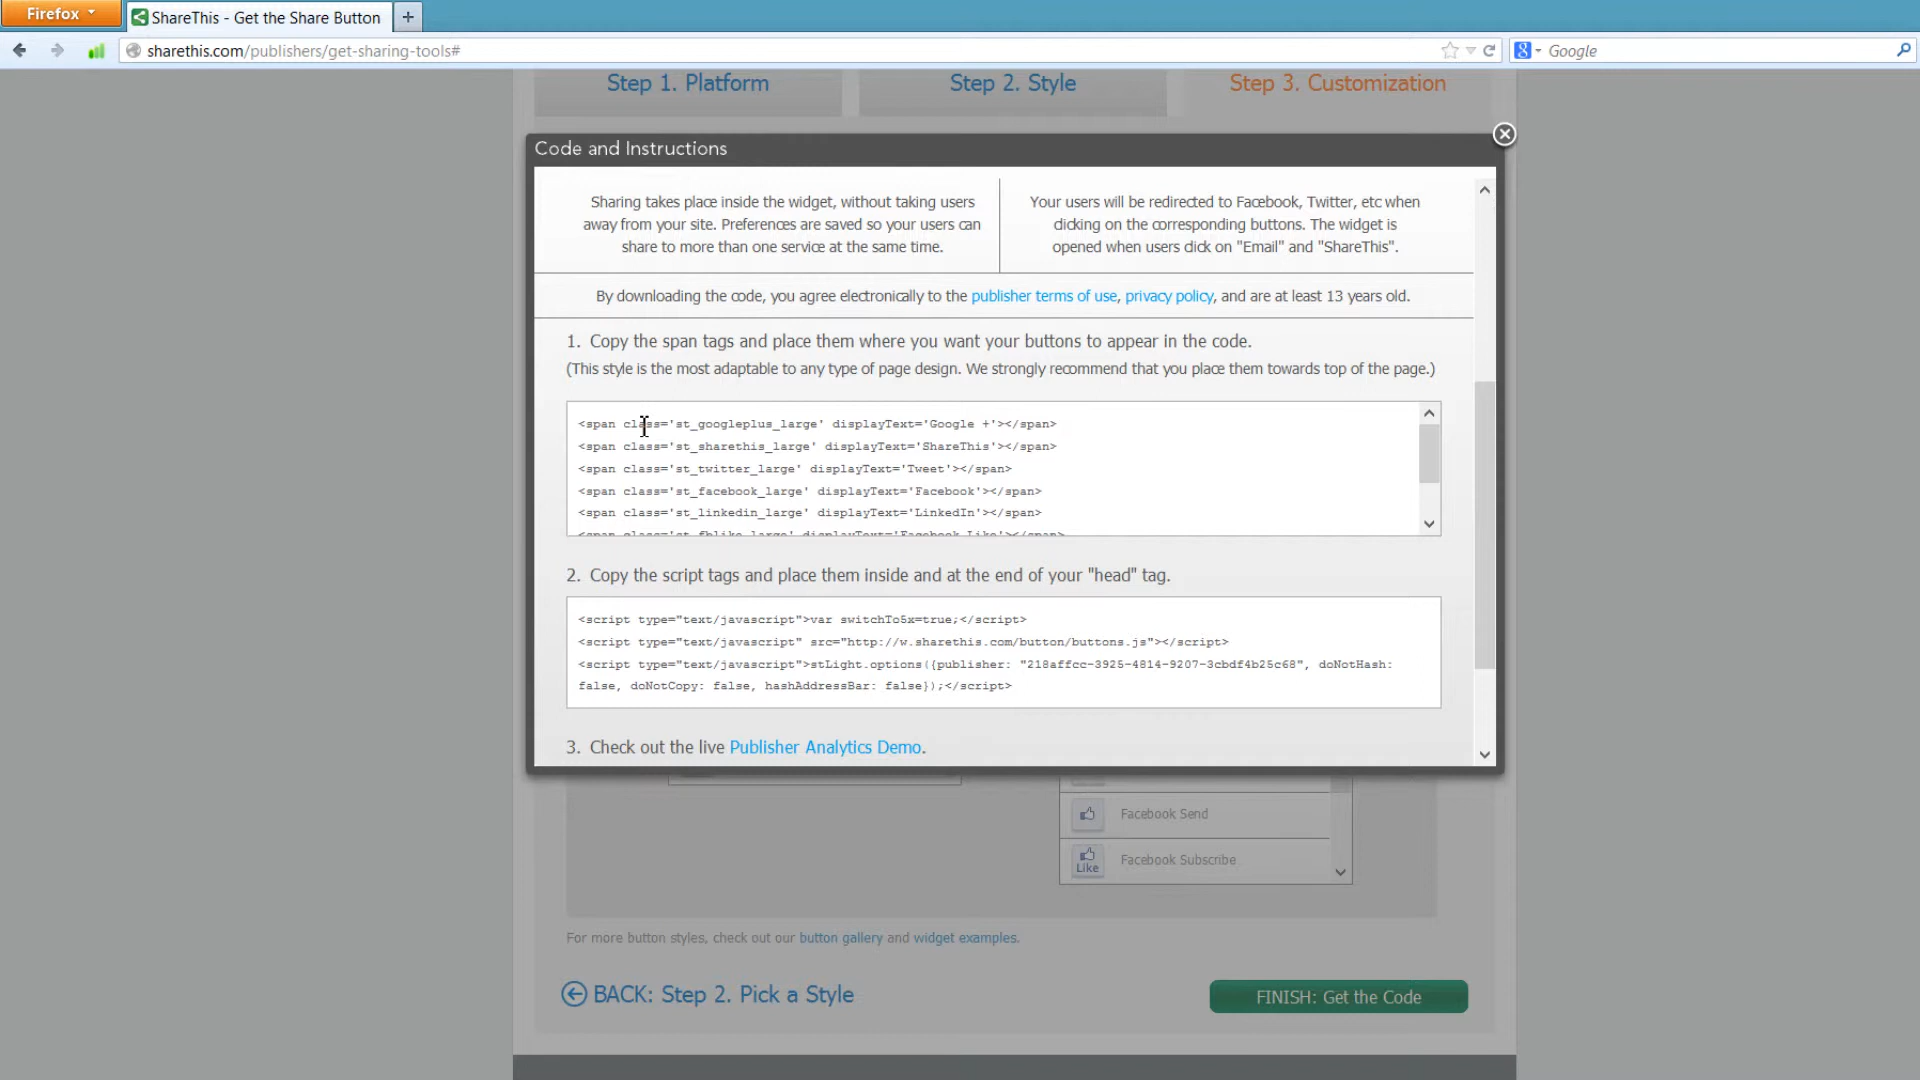 Firefox
ShareThis - Get the Share Button
sharethis.com/publishers/get-sharing-tools#
Google
Step 1. Platform
Step 2. Style
Step 3. Customization
Code and Instructions
Sharing takes place inside the widget, without taking users
away from your site. Preferences are saved so your users can
share to more than one service at the same time.
Your users will be redirected to Facebook, Twitter, etc when
clicking on the corresponding buttons. The widget is
opened when users click on "Email" and "ShareThis".
By downloading the code, you agree electronically to the publisher terms of use, privacy policy, and are at least 13 years old.
1. Copy the span tags and place them where you want your buttons to appear in the code.
(This style is the most adaptable to any type of page design. We strongly recommend that you place them towards top of the page.)
<span class='st_googleplus_large' displayText='Google +'></span>
<span class='st_sharethis_large' displayText='ShareThis'></span>
<span class='st_twitter_large' displayText='Tweet'></span>
<span class='st_facebook_large' displayText='Facebook'></span>
<span class='st_linkedin_large' displayText='LinkedIn'></span>
<span class='st_fblike_large' displayText='Facebook Like'></span>
2. Copy the script tags and place them inside and at the end of your "head" tag.
<script type="text/javascript">var switchTo5x=true;</script>
<script type="text/javascript" src="http://w.sharethis.com/button/buttons.js"></script>
<script type="text/javascript">stLight.options({publisher: "218affcc-3925-4814-9207-3cbdf4b25c68", doNotHash:
false, doNotCopy: false, hashAddressBar: false});</script>
3. Check out the live Publisher Analytics Demo.
Facebook Send
Like
Facebook Subscribe
For more button styles, check out our button gallery and widget examples.
BACK: Step 2. Pick a Style
FINISH: Get the Code